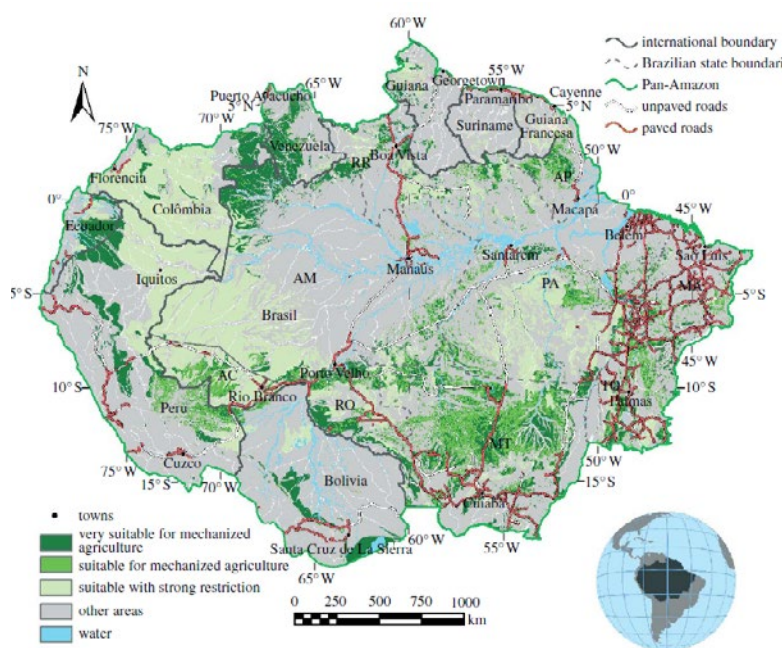 60° W
international boundary
Brazilian state boundari
Pan-Amazon
unpaved roads
paved roads
N
Georgetown
55° W
Guiana
Paramaribo
Cayenne
5° N
Puerto Ayacucho
65° W
5° N
Suriname
Guiana
Francesa
70° W
75° W
Venezuela
Boa Vista
RR
50° W
AP
Florencia
0°
Colômbia
Macapá
0°
Ecuador
Belém
45° W
São Luís
Manaus
Santarém
Iquitos
AM
PA
MA
5° S
5° S
Brasil
45° W
Porto Velho
AC
10° S
Rio Branco
RO
TO
10° S
Peru
Palmas
MT
50° W
75° W
Cuzco
15° S
70° W
15° S
Bolivia
Cuiabá
towns
very suitable for mechanized
agriculture
Santa Cruz de La Sierra
60° W
55° W
suitable for mechanized agriculture
65° W
suitable with strong restriction
other areas
0 250 500 750 1000
km
water